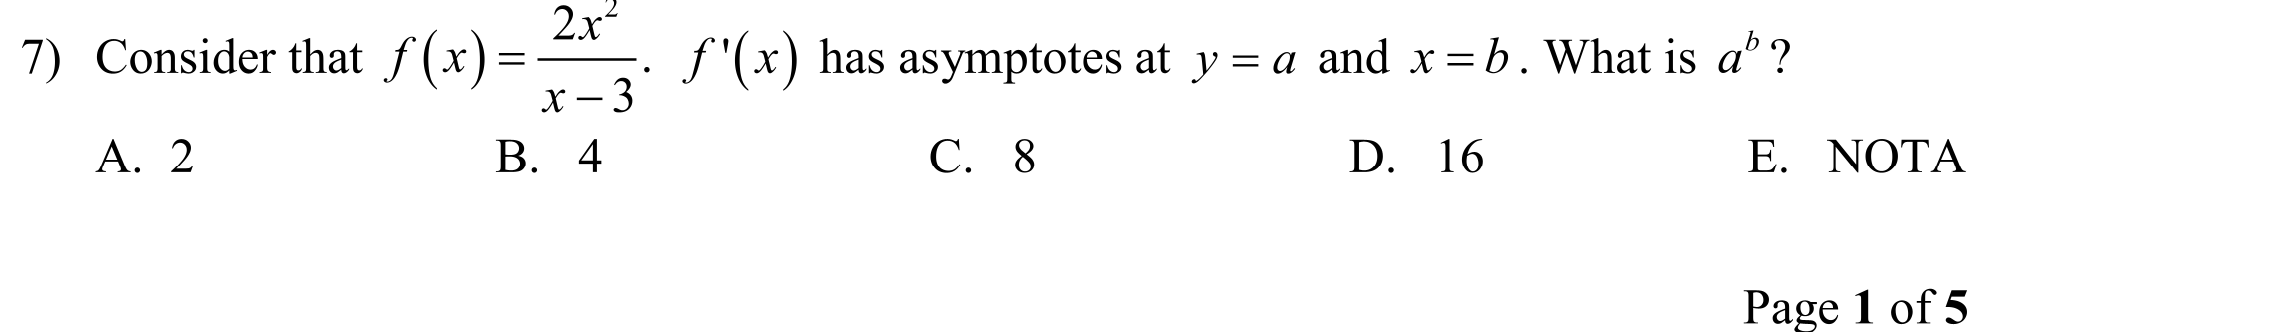 7) Consider that f(x) = 2x²/(x − 3). f'(x) has asymptotes at y = a and x = b. What is aᵇ?
A. 2 B. 4 C. 8 D. 16 E. NOTA
Page 1 of 5